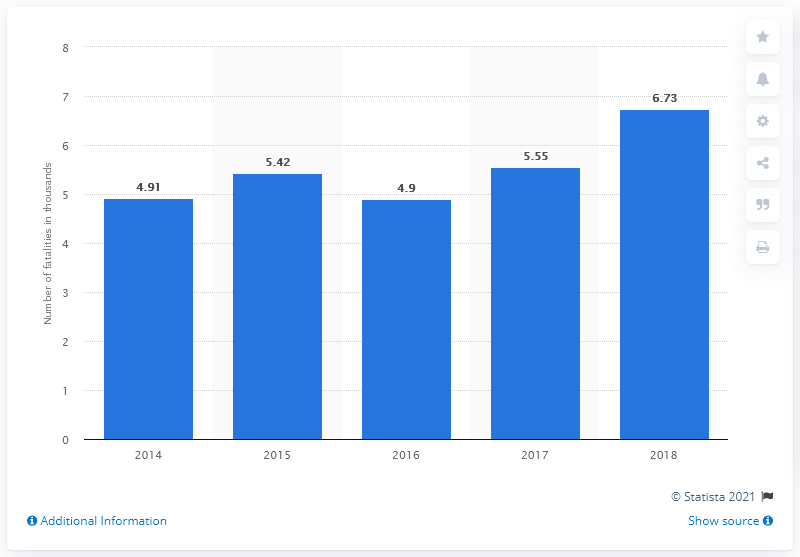 Number of fatalities in thousands
8
7
6
5
4
3
2
1
0
4.91
5.42
4.9
5.55
6.73
2014 2015 2016 2017 2018
© Statista 2021
Additional Information
Show source